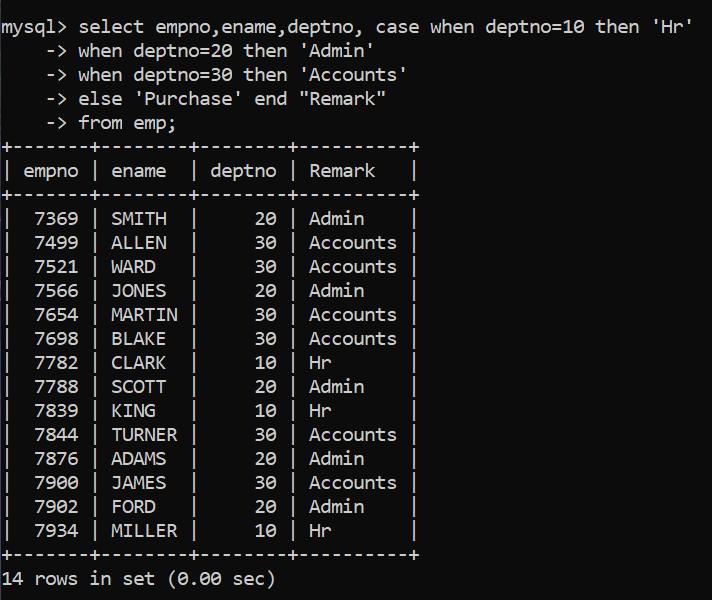 mysql> select empno,ename,deptno, case when deptno=10 then 'Hr'
    -> when deptno=20 then 'Admin'
    -> when deptno=30 then 'Accounts'
    -> else 'Purchase' end "Remark"
    -> from emp;
+-------+--------+--------+----------+
| empno | ename  | deptno | Remark   |
+-------+--------+--------+----------+
|  7369 | SMITH  |     20 | Admin    |
|  7499 | ALLEN  |     30 | Accounts |
|  7521 | WARD   |     30 | Accounts |
|  7566 | JONES  |     20 | Admin    |
|  7654 | MARTIN |     30 | Accounts |
|  7698 | BLAKE  |     30 | Accounts |
|  7782 | CLARK  |     10 | Hr       |
|  7788 | SCOTT  |     20 | Admin    |
|  7839 | KING   |     10 | Hr       |
|  7844 | TURNER |     30 | Accounts |
|  7876 | ADAMS  |     20 | Admin    |
|  7900 | JAMES  |     30 | Accounts |
|  7902 | FORD   |     20 | Admin    |
|  7934 | MILLER |     10 | Hr       |
+-------+--------+--------+----------+
14 rows in set (0.00 sec)